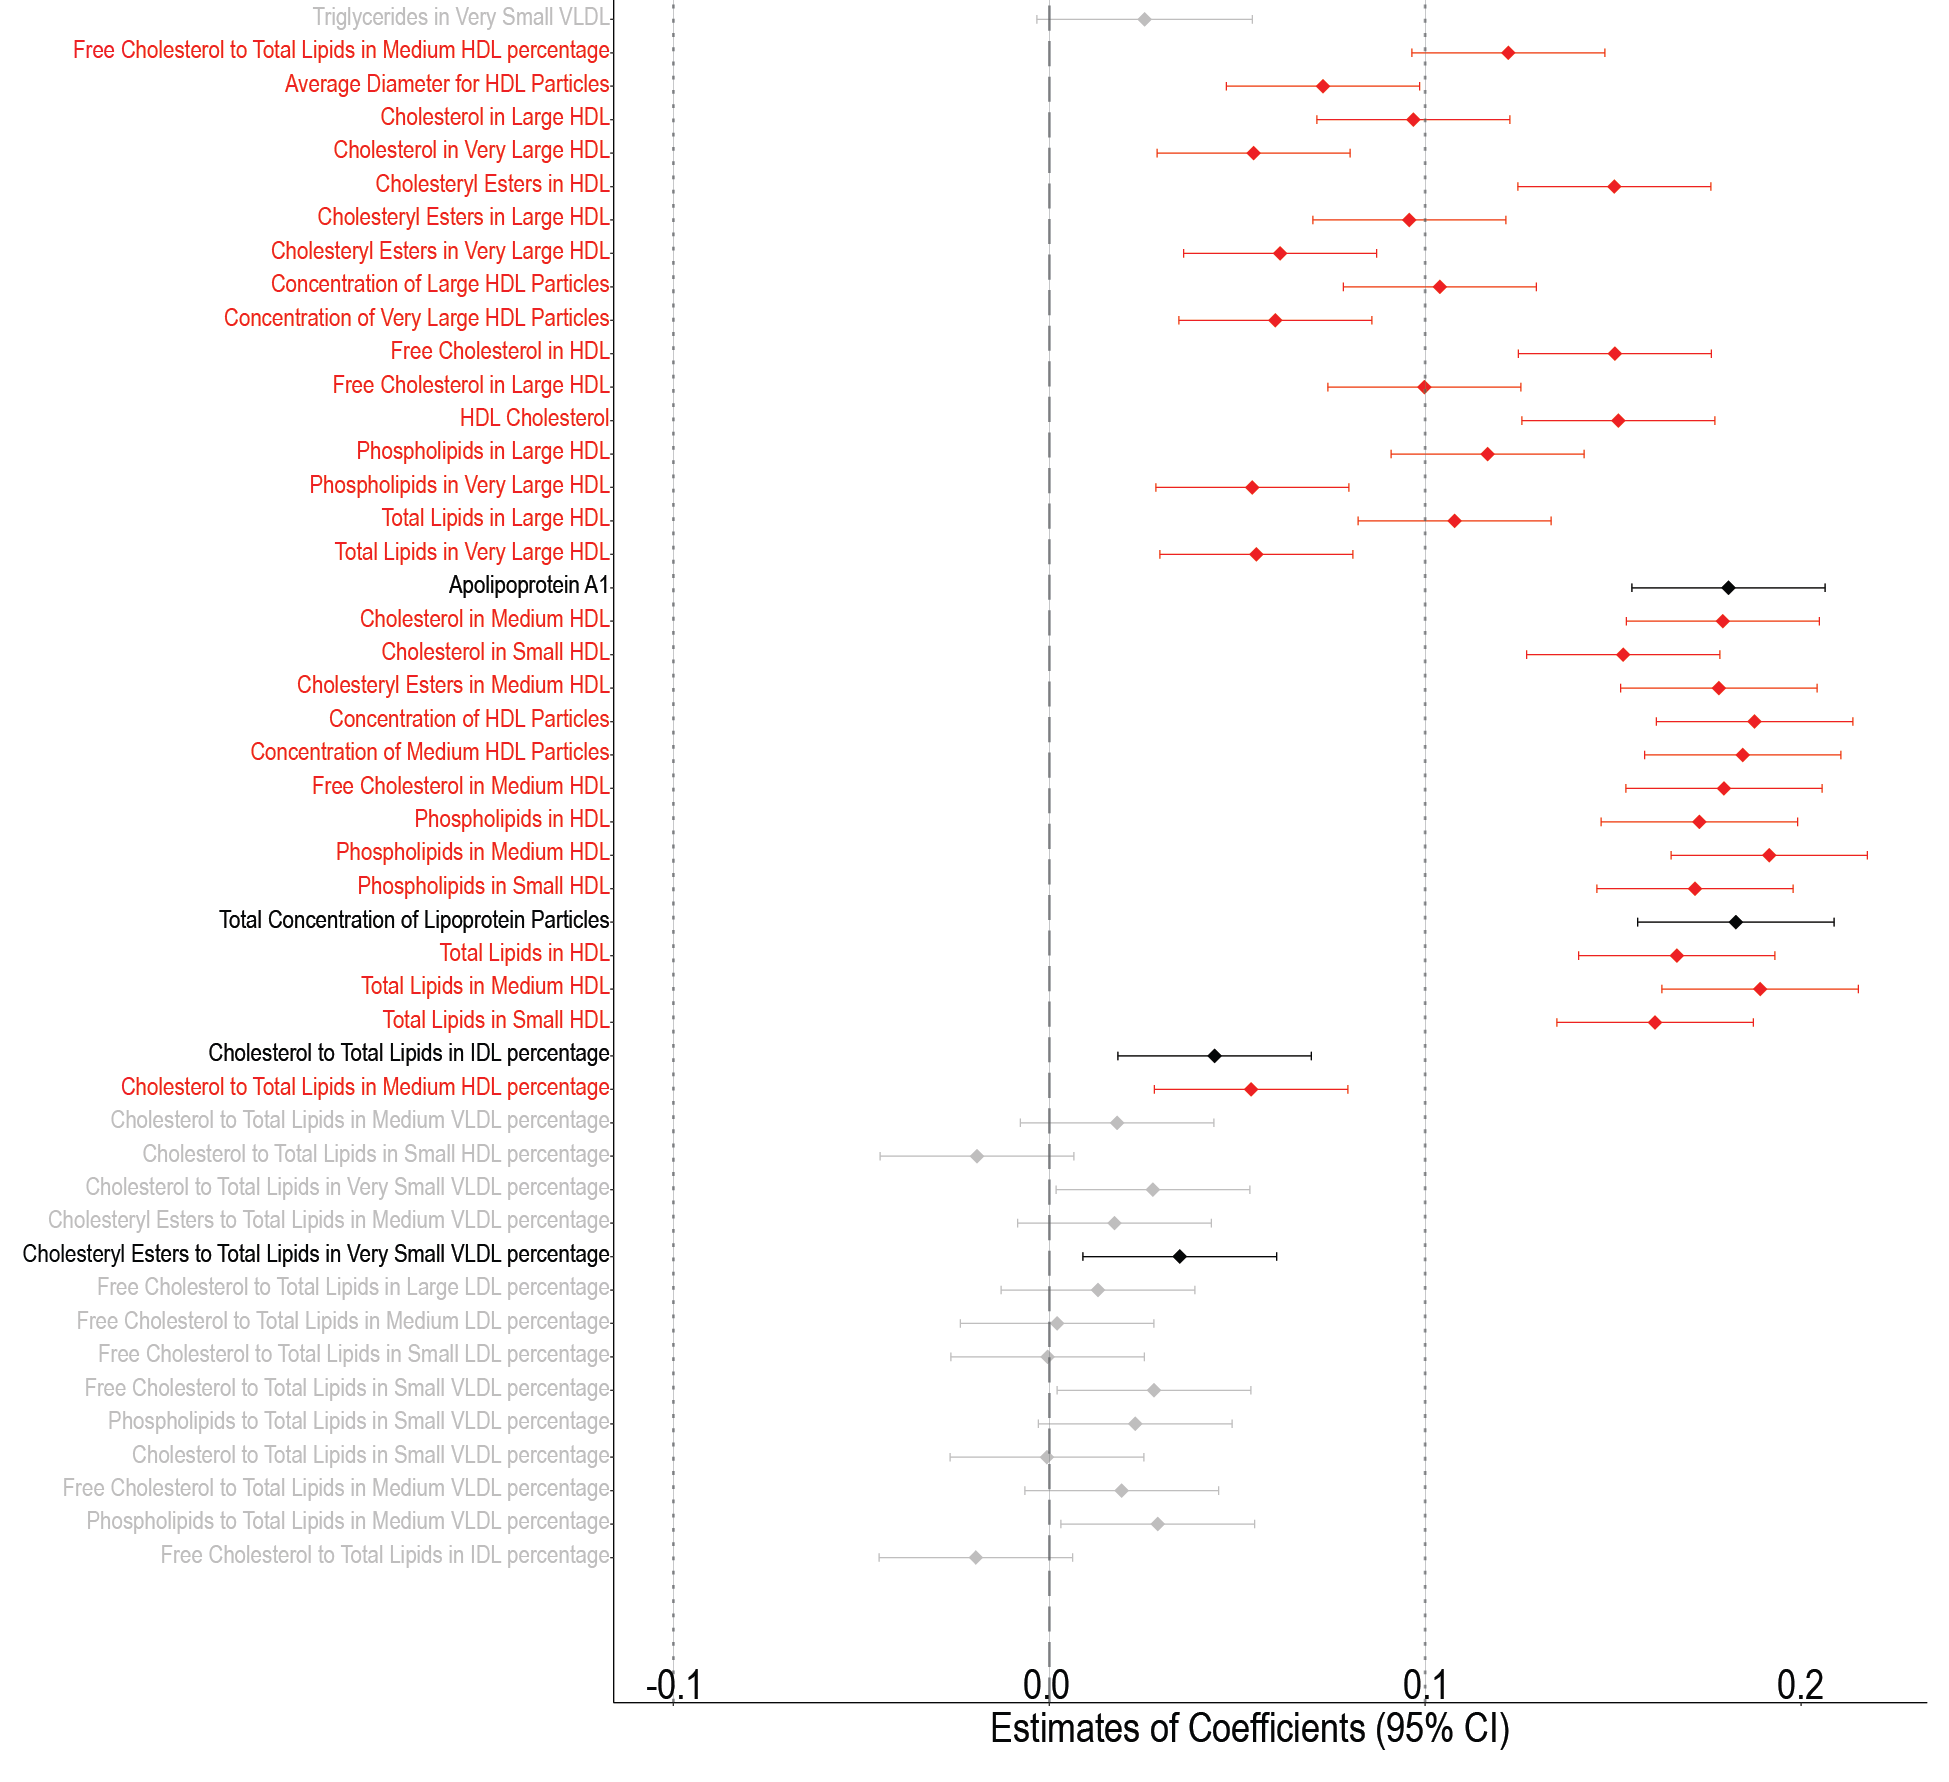 Triglycerides in Very Small VLDL
Free Cholesterol to Total Lipids in Medium HDL percentage
Average Diameter for HDL Particles
Cholesterol in Large HDL
Cholesterol in Very Large HDL
Cholesteryl Esters in HDL
Cholesteryl Esters in Large HDL
Cholesteryl Esters in Very Large HDL
Concentration of Large HDL Particles
Concentration of Very Large HDL Particles
Free Cholesterol in HDL
Free Cholesterol in Large HDL
HDL Cholesterol
Phospholipids in Large HDL
Phospholipids in Very Large HDL
Total Lipids in Large HDL
Total Lipids in Very Large HDL
Apolipoprotein A1
Cholesterol in Medium HDL
Cholesterol in Small HDL
Cholesteryl Esters in Medium HDL
Concentration of HDL Particles
Concentration of Medium HDL Particles
Free Cholesterol in Medium HDL
Phospholipids in HDL
Phospholipids in Medium HDL
Phospholipids in Small HDL
Total Concentration of Lipoprotein Particles
Total Lipids in HDL
Total Lipids in Medium HDL
Total Lipids in Small HDL
Cholesterol to Total Lipids in IDL percentage
Cholesterol to Total Lipids in Medium HDL percentage
Cholesterol to Total Lipids in Medium VLDL percentage
Cholesterol to Total Lipids in Small HDL percentage
Cholesterol to Total Lipids in Very Small VLDL percentage
Cholesteryl Esters to Total Lipids in Medium VLDL percentage
Cholesteryl Esters to Total Lipids in Very Small VLDL percentage
Free Cholesterol to Total Lipids in Large LDL percentage
Free Cholesterol to Total Lipids in Medium LDL percentage
Free Cholesterol to Total Lipids in Small LDL percentage
Free Cholesterol to Total Lipids in Small VLDL percentage
Phospholipids to Total Lipids in Small VLDL percentage
Cholesterol to Total Lipids in Small VLDL percentage
Free Cholesterol to Total Lipids in Medium VLDL percentage
Phospholipids to Total Lipids in Medium VLDL percentage
Free Cholesterol to Total Lipids in IDL percentage
-0.1 0.0 0.1 0.2
Estimates of Coefficients (95% CI)